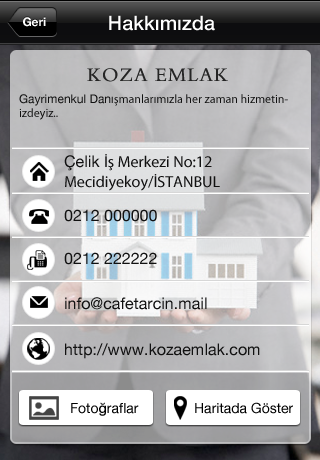 Geri
Hakkımızda
KOZA EMLAK
Gayrimenkul Danışmanlarımızla her zaman hizmetin-
izdeyiz..
Çelik İş Merkezi No:12
Mecidiyekoy/İSTANBUL
0212 000000
0212 222222
info@cafetarcin.mail
http://www.kozaemlak.com
Fotoğraflar
Haritada Göster